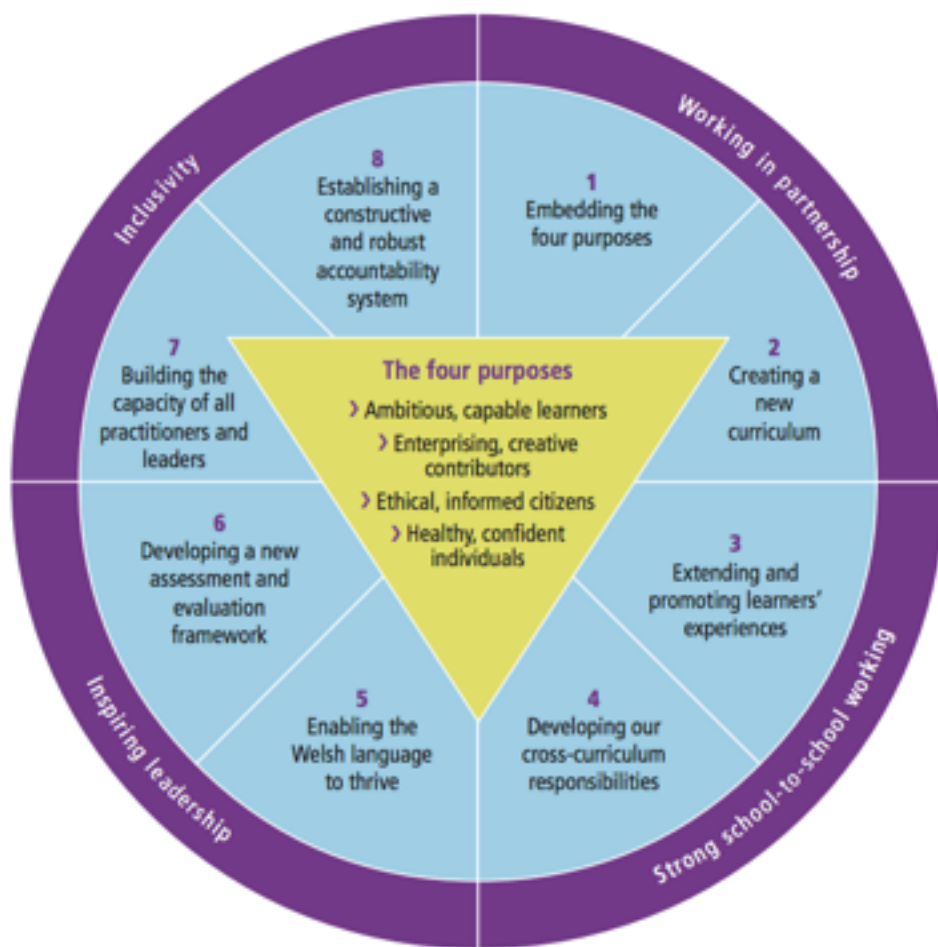 Working in partnership
Inclusivity
8
Establishing a
constructive
and robust
accountability
system
1
Embedding the
four purposes
7
Building the
capacity of all
practitioners and
leaders
The four purposes
❯ Ambitious, capable learners
❯ Enterprising, creative
contributors
❯ Ethical, informed citizens
❯ Healthy, confident
individuals
2
Creating a
new
curriculum
6
Developing a new
assessment and
evaluation
framework
3
Extending and
promoting learners’
experiences
5
Enabling the
Welsh language
to thrive
4
Developing our
cross-curriculum
responsibilities
Inspiring leadership
Strong school-to-school working